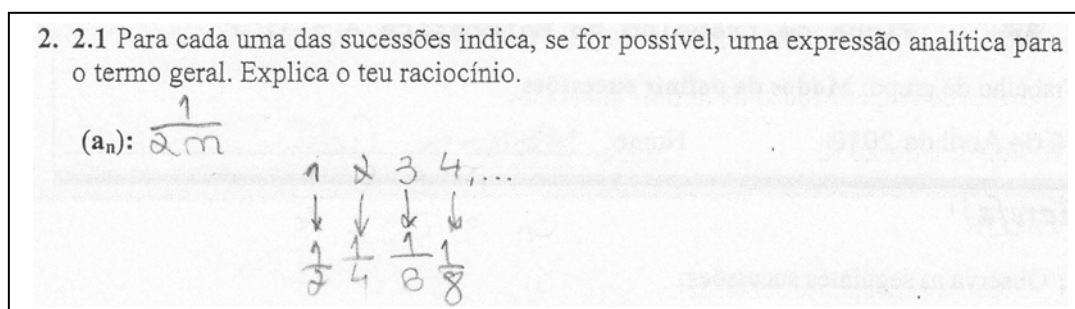 2. 2.1 Para cada uma das sucessões indica, se for possível, uma expressão analítica para
o termo geral. Explica o teu raciocínio.
(aₙ): 1/2n
1 2 3 4,...
↓ ↓ ↓ ↓
1/2 1/4 1/6 1/8